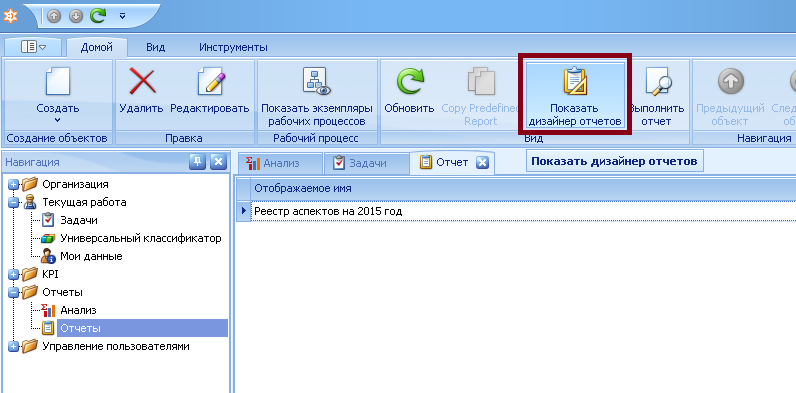 Домой Вид Инструменты
Создать
Удалить Редактировать
Показать экземпляры
рабочих процессов
Обновить
Copy Predefined
Report
Показать
дизайнер отчетов
Выполнить
отчет
Предыдущий
объект
След
об
Создание объектов Правка Рабочий процесс Вид Навигация
Навигация
Анализ Задачи Отчет
Показать дизайнер отчетов
Отображаемое имя
Реестр аспектов на 2015 год
Организация
Текущая работа
Задачи
Универсальный классификатор
Мои данные
KPI
Отчеты
Анализ
Отчеты
Управление пользователями